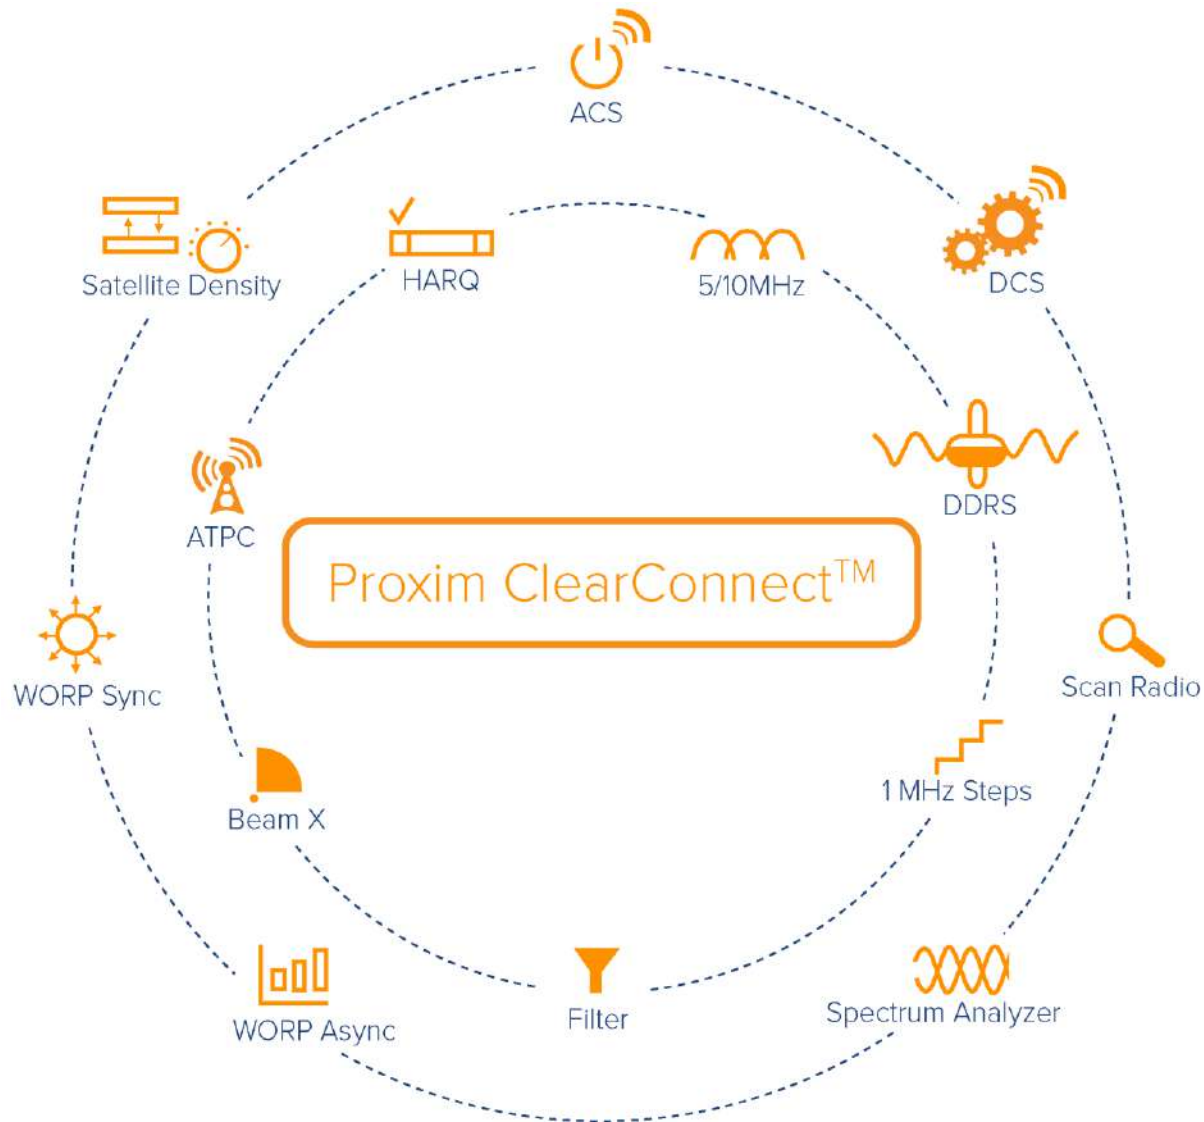 ACS
Satellite Density
HARQ
5/10MHz
DCS
ATPC
DDRS
Proxim ClearConnect™
WORP Sync
Scan Radio
Beam X
1 MHz Steps
WORP Async
Filter
Spectrum Analyzer